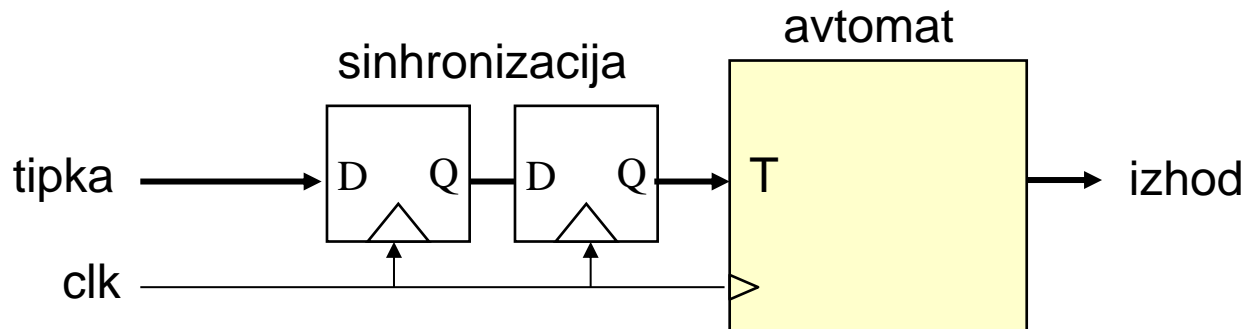 avtomat
sinhronizacija
tipka D Q D Q T izhod
clk